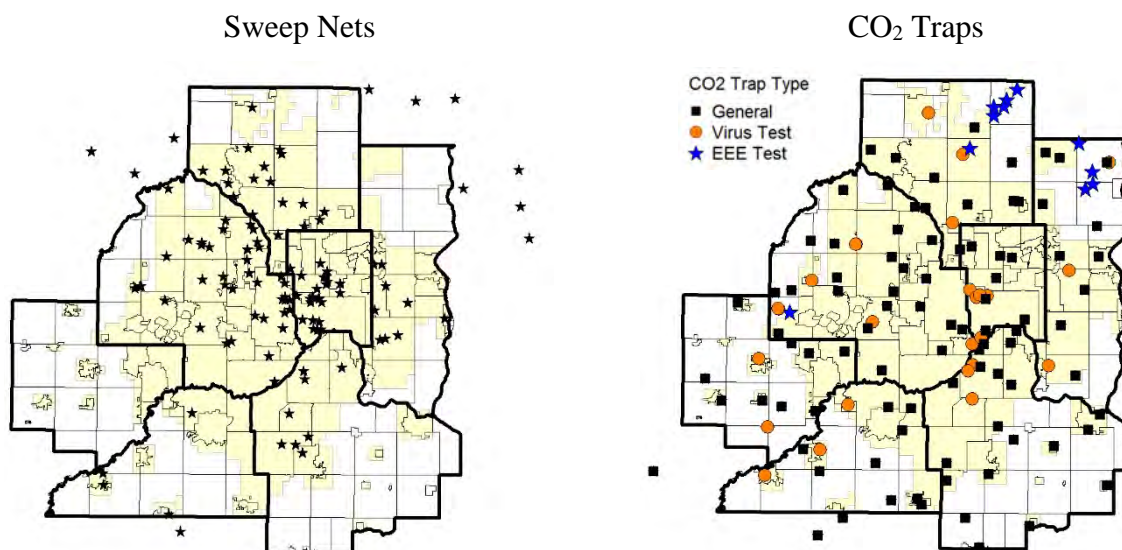 Sweep Nets
CO₂ Traps
CO2 Trap Type
General
Virus Test
EEE Test